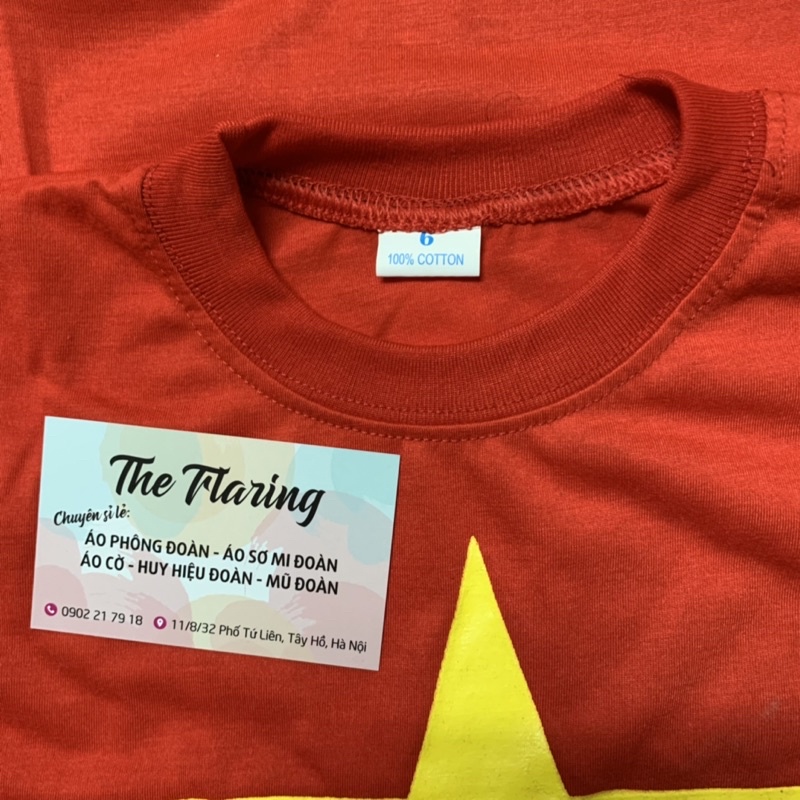 6
100% COTTON
The Flaring
Chuyên sỉ lẻ:
ÁO PHÔNG ĐOÀN - ÁO SƠ MI ĐOÀN
ÁO CỜ - HUY HIỆU ĐOÀN - MŨ ĐOÀN
0902 21 79 18 11/8/32 Phố Tứ Liên, Tây Hồ, Hà Nội